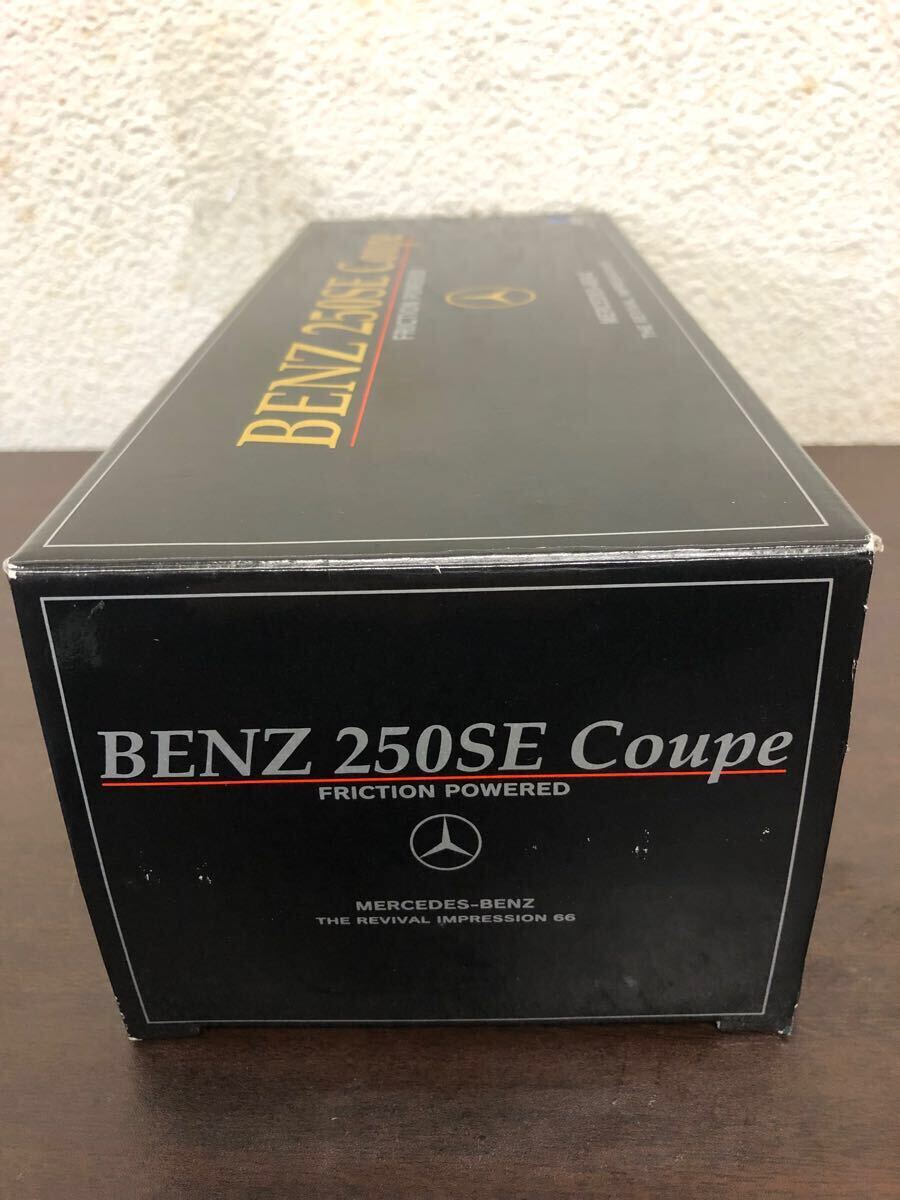 BENZ 250SE Coupe
FRICTION POWERED
BENZ 250SE Coupe
FRICTION POWERED
MERCEDES-BENZ
THE REVIVAL IMPRESSION 66